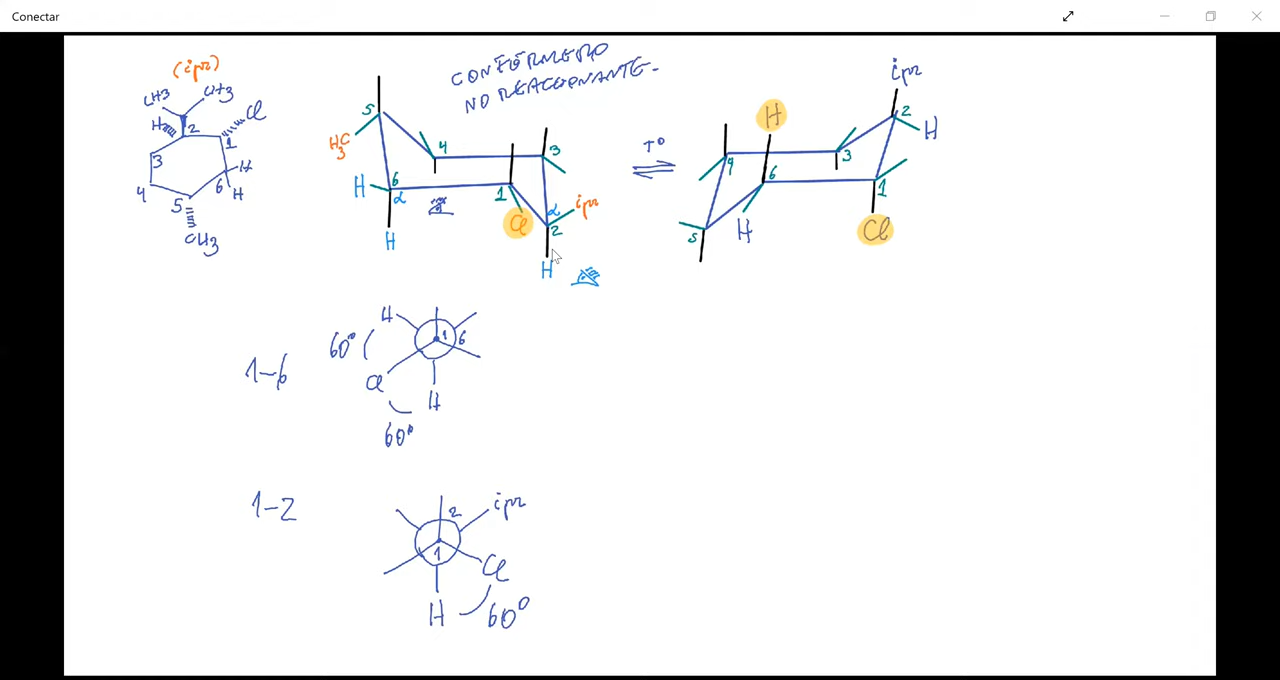 Conectar
(ipr)
CH3
CH3
Cl
H
2
1
3
H
4
6
H
5
CH3
CONFÓRMERO
NO REACCIONANTE-
5
H3C
4
3
H
6
α
1
α
ipr
Cl
2
H
H
T°
ipr
H
2
H
4
3
6
1
5
H
Cl
1-6
H
60°
1
6
Cl
H
60°
1-2
2
ipr
1
Cl
H
60°